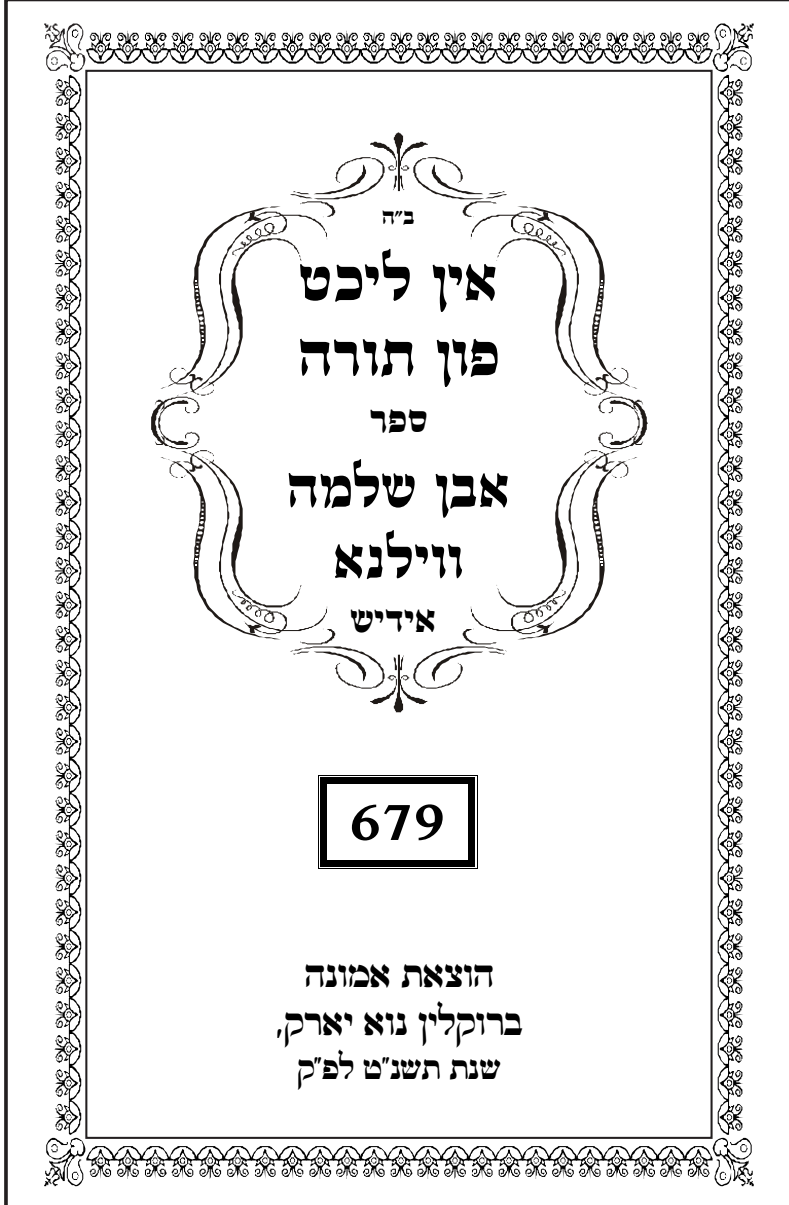 ב״ה
אין ליכט
פון תורה
ספר
אבן שלמה
ווילנא
אידיש
679
הוצאת אמונה
ברוקלין נוא יארק,
שנת תשנ״ט לפ״ק